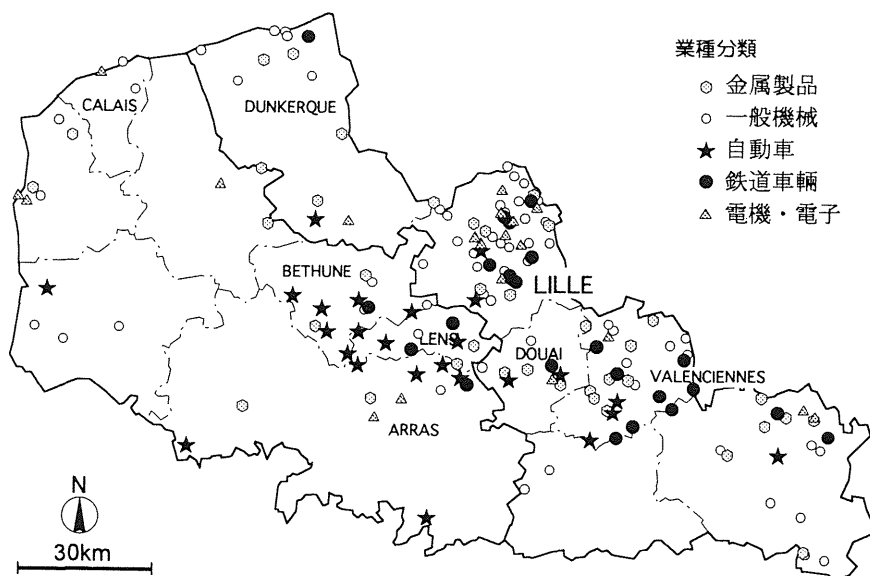 業種分類
金属製品
一般機械
自動車
鉄道車輛
電機・電子
CALAIS
DUNKERQUE
LILLE
BETHUNE
LENS
DOUAI
VALENCIENNES
ARRAS
N
30km